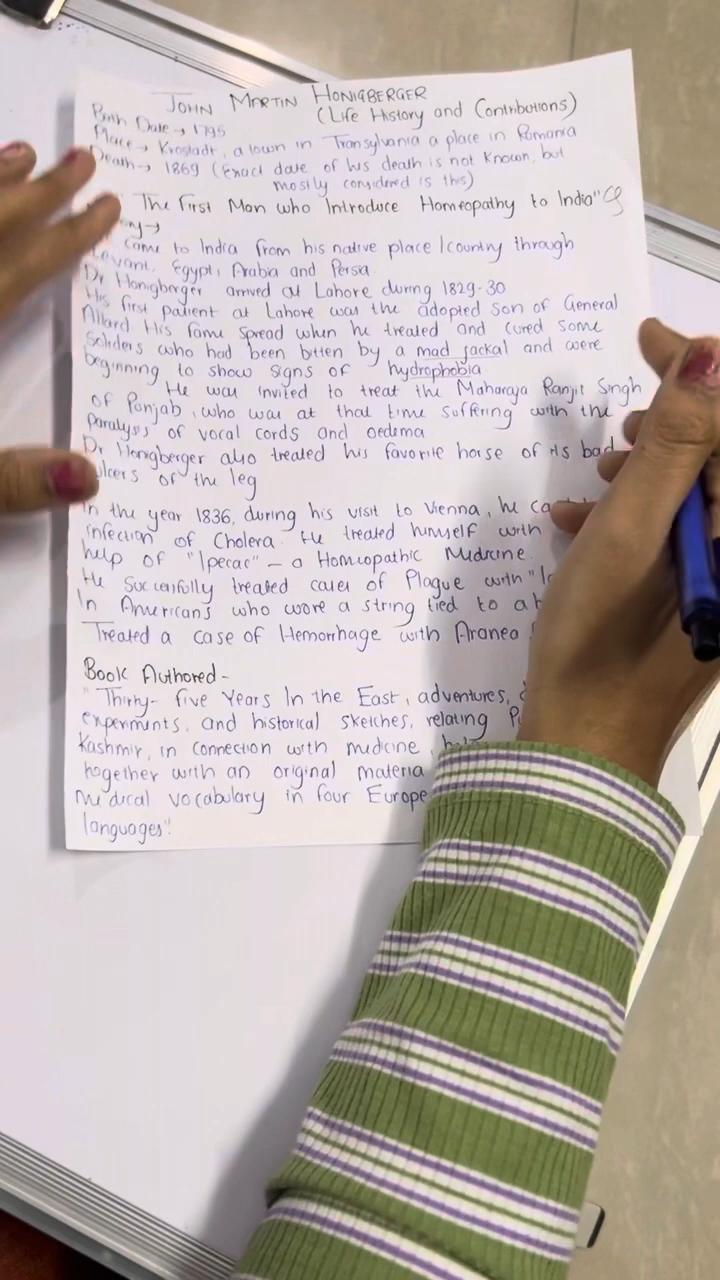 JOHN MARTIN HONIGBERGER
(Life History and Contributions)
Birth Date → 1795
Place → Krostadt, a town in Transylvania a place in Romania
Death → 1869 (Exact date of his death is not known, but
mostly considered is this)
"The First Man who Introduce Homeopathy to India"
came to India from his native place/country through
Levant, Egypt, Arabia and Persia.
Dr Honigberger arrived at Lahore during 1829-30
His first patient at Lahore was the adopted son of General
Allard His fame spread when he treated and cured some
Soliders who had been bitten by a mad jackal and were
beginning to show signs of hydrophobia
He was invited to treat the Maharaja Ranjit Singh
of Punjab, who was at that time suffering with the
Paralysis of vocal cords and oedema
Dr Honigberger also treated his favorite horse of its bad
ulcers of the leg
In the year 1836, during his visit to Vienna, he
infection of Cholera. He treated himself with
help of "Ipecac" – a Homeopathic Medicine.
He Successfully treated cases of Plague with
In Americans who wore a string tied to a
Treated a case of Hemorrhage with Aranea
Book Authored -
"Thirty- five Years In the East, adventures,
experiments, and historical sketches, relating
Kashmir, in connection with medcine,
together with an original materia
medical vocabulary in four
languages"